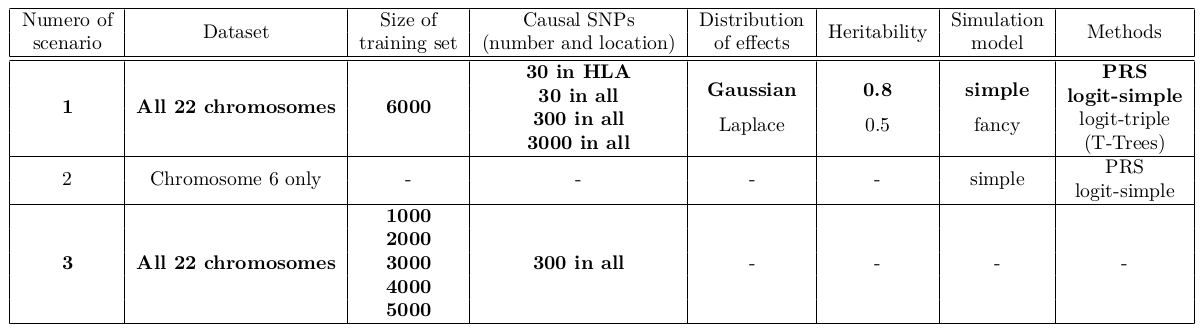 Numero of scenario | Dataset | Size of training set | Causal SNPs (number and location) | Distribution of effects | Heritability | Simulation model | Methods
1 | All 22 chromosomes | 6000 | 30 in HLA 30 in all 300 in all 3000 in all | Gaussian Laplace | 0.8 0.5 | simple fancy | PRS logit-simple logit-triple (T-Trees)
2 | Chromosome 6 only | - | - | - | - | simple | PRS logit-simple
3 | All 22 chromosomes | 1000 2000 3000 4000 5000 | 300 in all | - | - | - | -